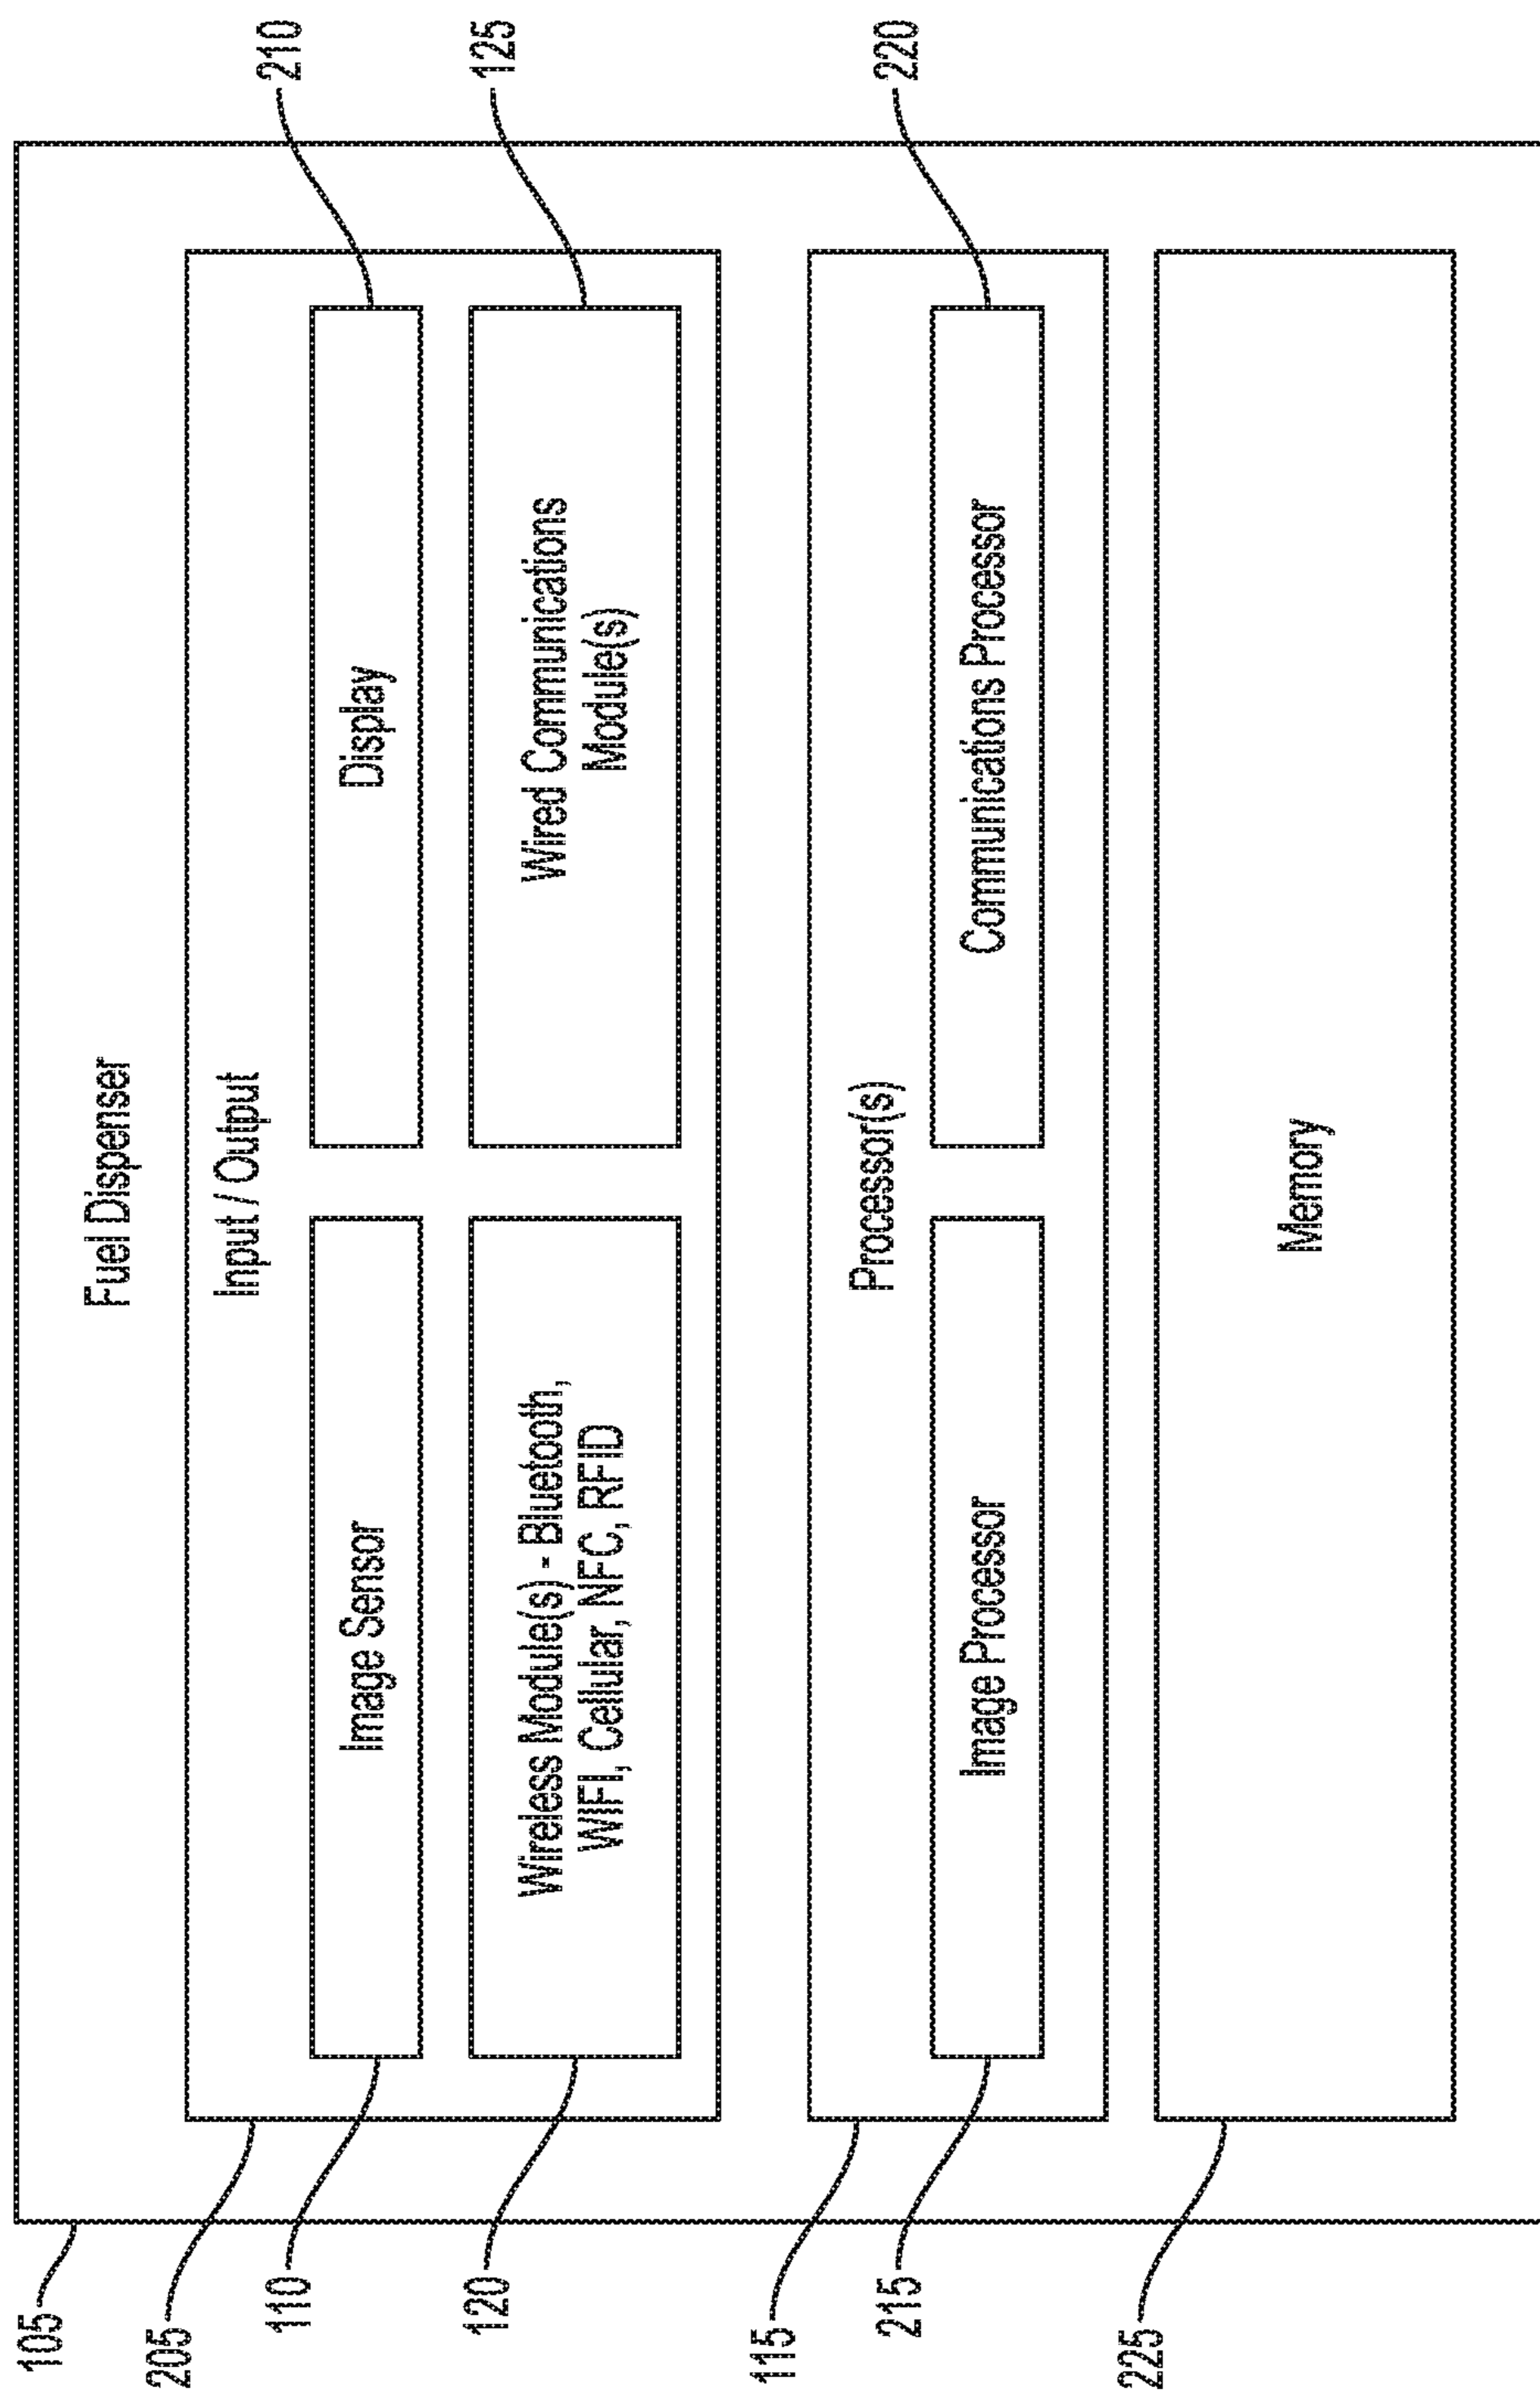 Fuel Dispenser
105
Input / Output
205
Image Sensor
110
Display
210
Wireless Module(s) - Bluetooth,
WIFI, Cellular, NFC, RFID
120
Wired Communications
Module(s)
125
Processor(s)
115
Image Processor
215
Communications Processor
220
Memory
225